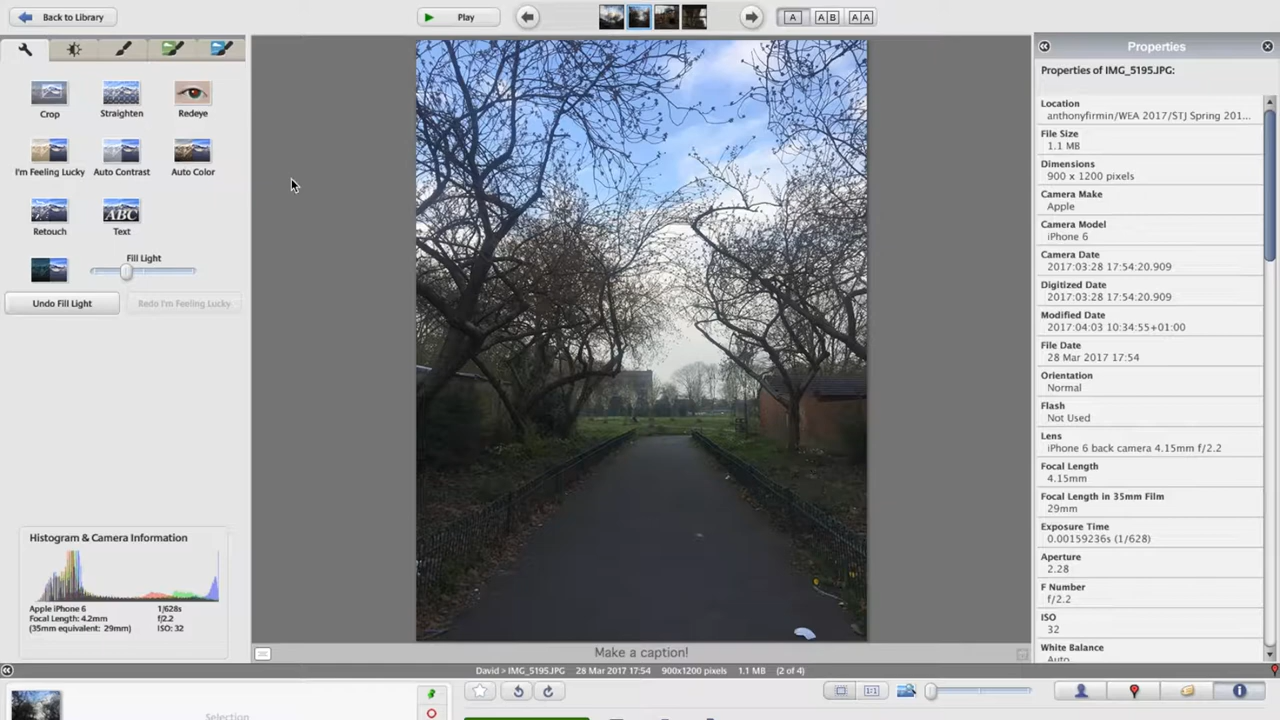 Back to Library
Play
A
AB
AA
Properties
Properties of IMG_5195.JPG:
Crop
Straighten
Redeye
I'm Feeling Lucky
Auto Contrast
Auto Color
Retouch
ABC
Text
Fill Light
Undo Fill Light
Redo I'm Feeling Lucky
Histogram & Camera Information
Apple iPhone 6
1/628s
Focal Length: 4.2mm
f/2.2
(35mm equivalent: 29mm)
ISO: 32
Location
anthonyfirmin/WEA 2017/STJ Spring 201...
File Size
1.1 MB
Dimensions
900 x 1200 pixels
Camera Make
Apple
Camera Model
iPhone 6
Camera Date
2017:03:28 17:54:20.909
Digitized Date
2017:03:28 17:54:20.909
Modified Date
2017:04:03 10:34:55+01:00
File Date
28 Mar 2017 17:54
Orientation
Normal
Flash
Not Used
Lens
iPhone 6 back camera 4.15mm f/2.2
Focal Length
4.15mm
Focal Length in 35mm Film
29mm
Exposure Time
0.00159236s (1/628)
Aperture
2.28
F Number
f/2.2
ISO
32
White Balance
Auto
Make a caption!
David > IMG_5195.JPG 28 Mar 2017 17:54 900x1200 pixels 1.1 MB (2 of 4)
1:1
Selection